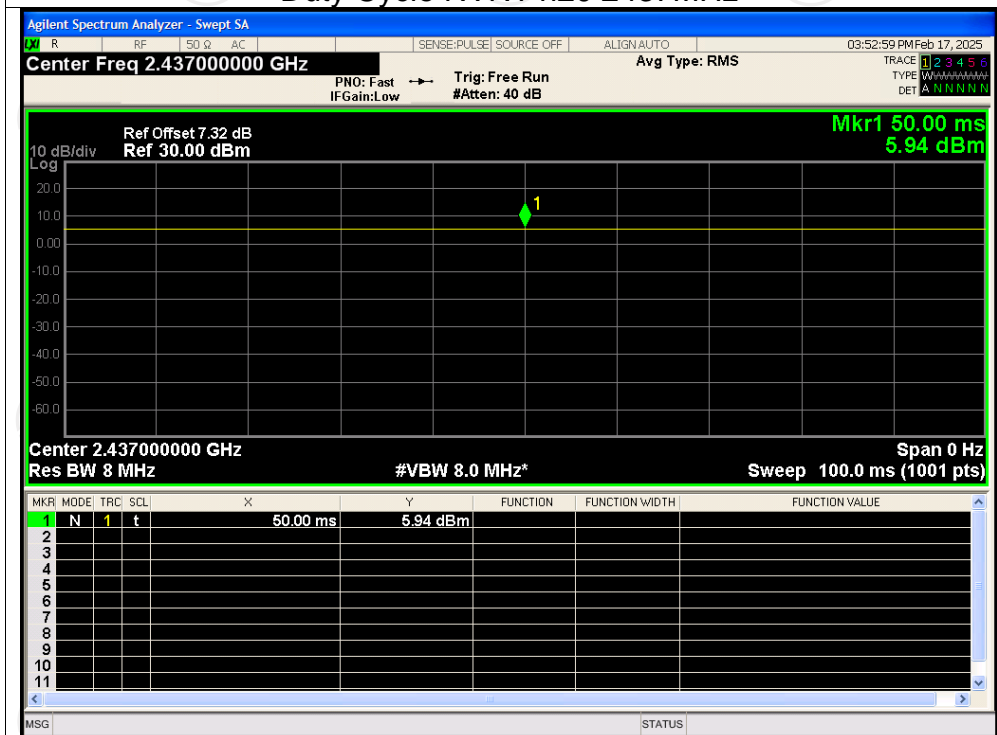 Agilent Spectrum Analyzer - Swept SA
LXI R RF 50 Ω AC SENSE:PULSE SOURCE OFF ALIGN AUTO 03:52:59 PM Feb 17, 2025
Center Freq 2.437000000 GHz
PNO: Fast
IFGain:Low
Trig: Free Run
#Atten: 40 dB
Avg Type: RMS
TRACE 1 2 3 4 5 6
TYPE W
DET A N N N N N
Mkr1 50.00 ms
5.94 dBm
Ref Offset 7.32 dB
10 dB/div Ref 30.00 dBm
Log
20.0
1
10.0
0.00
-10.0
-20.0
-30.0
-40.0
-50.0
-60.0
Center 2.437000000 GHz Span 0 Hz
Res BW 8 MHz #VBW 8.0 MHz* Sweep 100.0 ms (1001 pts)
MKR MODE TRC SCL X Y FUNCTION FUNCTION WIDTH FUNCTION VALUE
1 N 1 t 50.00 ms 5.94 dBm
2
3
4
5
6
7
8
9
10
11
MSG STATUS